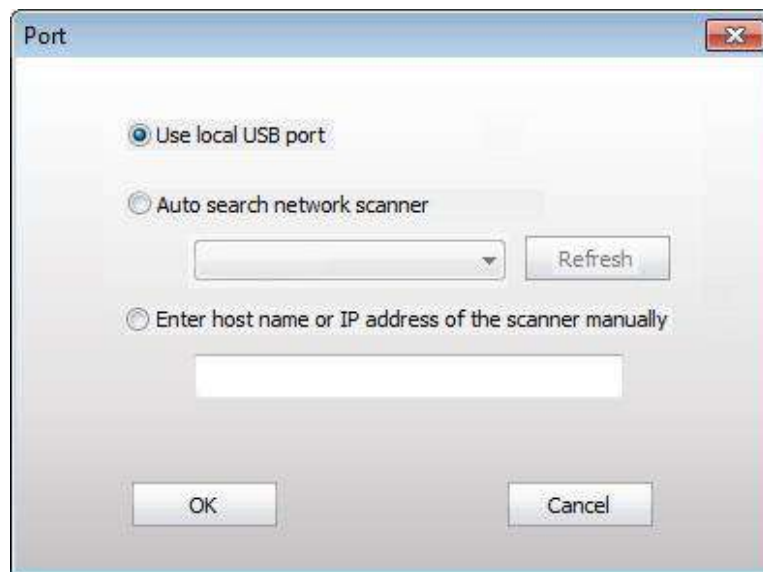 Port
Use local USB port
Auto search network scanner
Refresh
Enter host name or IP address of the scanner manually
OK
Cancel